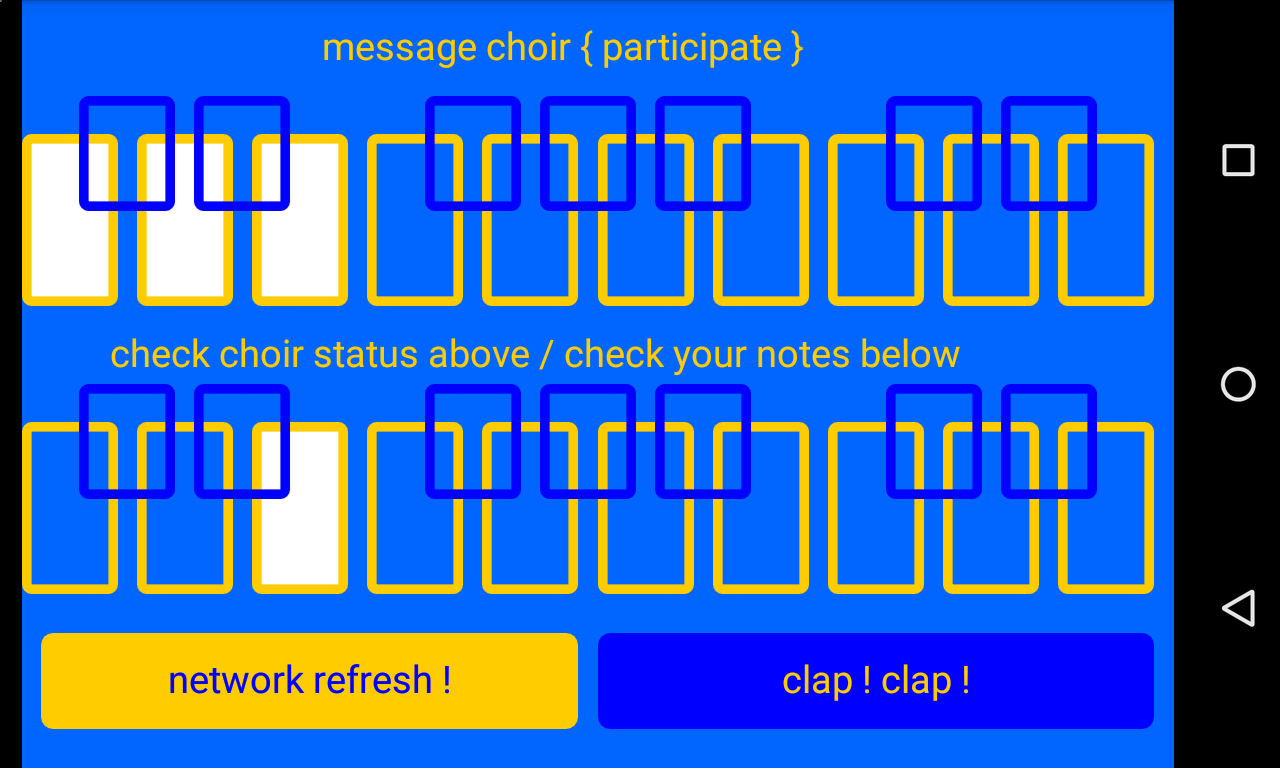 message choir { participate }
check choir status above / check your notes below
network refresh !
clap ! clap !